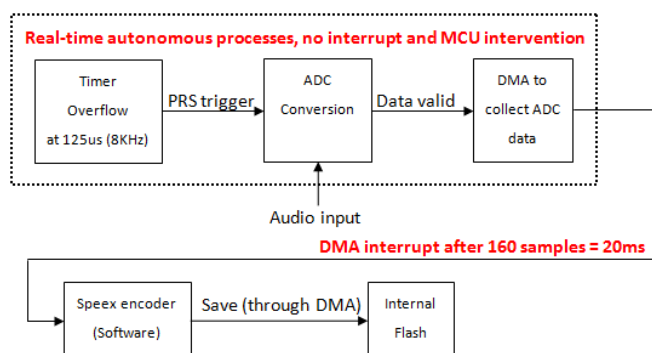 Real-time autonomous processes, no interrupt and MCU intervention
Timer
Overflow
at 125us (8KHz)
PRS trigger
ADC
Conversion
Data valid
DMA to
collect ADC
data
Audio input
DMA interrupt after 160 samples = 20ms
Speex encoder
(Software)
Save (through DMA)
Internal
Flash